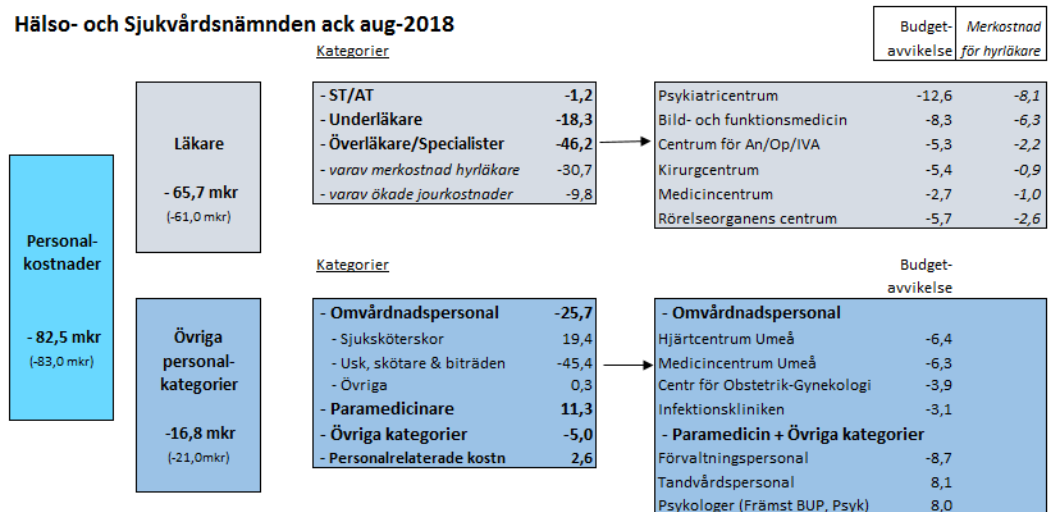 Hälso- och Sjukvårdsnämnden ack aug-2018
Budget- Merkostnad
avvikelse för hyrläkare
Kategorier
Personal-
kostnader
- 82,5 mkr
(-83,0 mkr)
Läkare
- 65,7 mkr
(-61,0 mkr)
- ST/AT -1,2
- Underläkare -18,3
- Överläkare/Specialister -46,2
- varav merkostnad hyrläkare -30,7
- varav ökade jourkostnader -9,8
Psykiatricentrum -12,6 -8,1
Bild- och funktionsmedicin -8,3 -6,3
Centrum för An/Op/IVA -5,3 -2,2
Kirurgcentrum -5,4 -0,9
Medicincentrum -2,7 -1,0
Rörelseorganens centrum -5,7 -2,6
Kategorier
Budget-
avvikelse
Övriga
personal-
kategorier
-16,8 mkr
(-21,0mkr)
- Omvårdnadspersonal -25,7
- Sjuksköterskor 19,4
- Usk, skötare & biträden -45,4
- Övriga 0,3
- Paramedicinare 11,3
- Övriga kategorier -5,0
- Personalrelaterade kostn 2,6
- Omvårdnadspersonal
Hjärtcentrum Umeå -6,4
Medicincentrum Umeå -6,3
Centr för Obstetrik-Gynekologi -3,9
Infektionskliniken -3,1
- Paramedicin + Övriga kategorier
Förvaltningspersonal -8,7
Tandvårdspersonal 8,1
Psykologer (Främst BUP, Psyk) 8,0